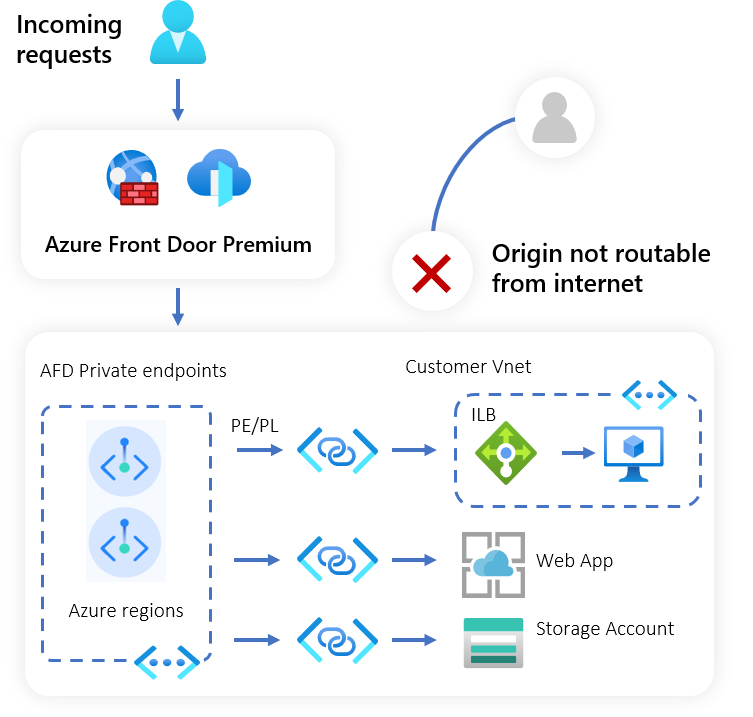 Incoming
requests
Azure Front Door Premium
Origin not routable
from internet
AFD Private endpoints
Customer Vnet
PE/PL
ILB
Web App
Azure regions
Storage Account